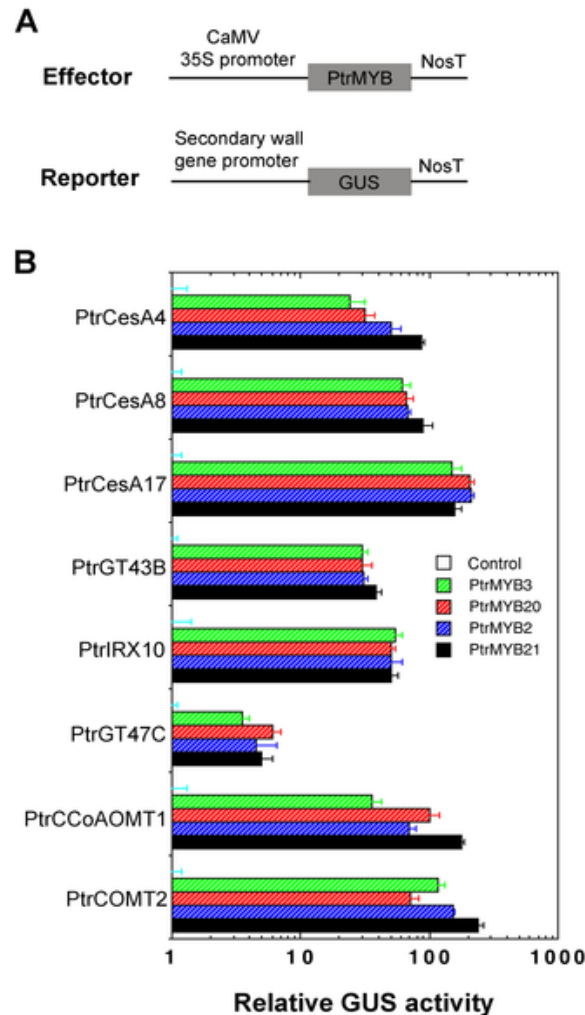 A
CaMV
35S promoter
Effector
PtrMYB
NosT
Secondary wall
gene promoter
Reporter
GUS
NosT
B
PtrCesA4
PtrCesA8
PtrCesA17
PtrGT43B
PtrIRX10
PtrGT47C
PtrCCoAOMT1
PtrCOMT2
Control
PtrMYB3
PtrMYB20
PtrMYB2
PtrMYB21
1 10 100 1000
Relative GUS activity